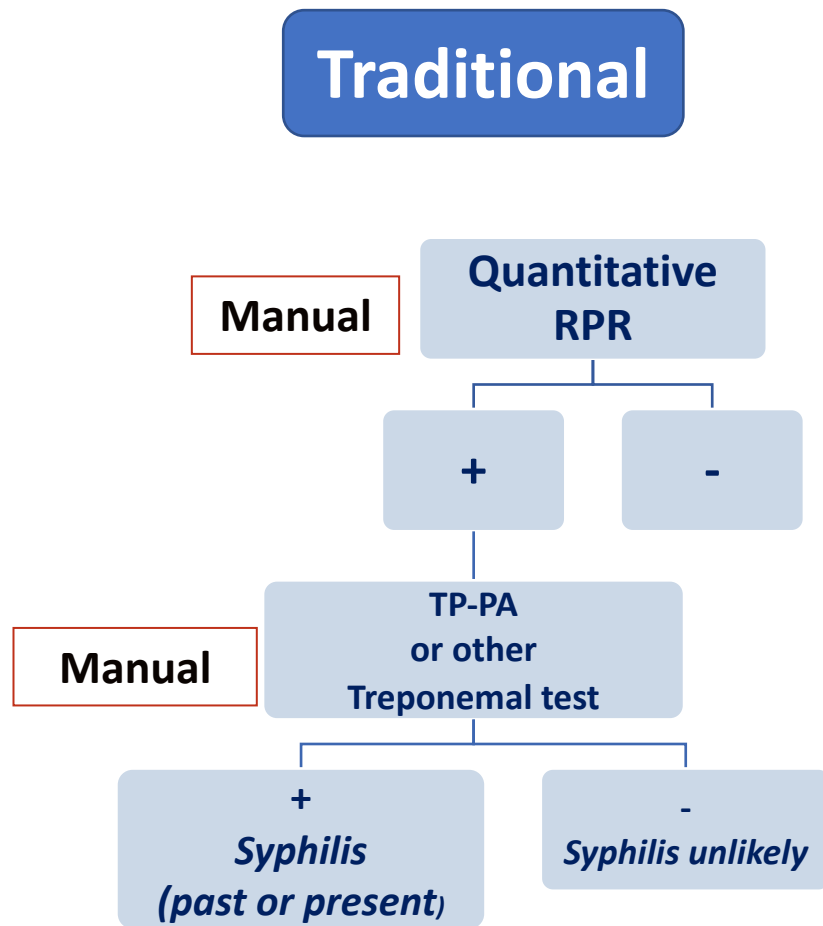 Traditional
Quantitative
RPR
Manual
+
-
TP-PA
or other
Treponemal test
Manual
+
Syphilis
(past or present)
-
Syphilis unlikely